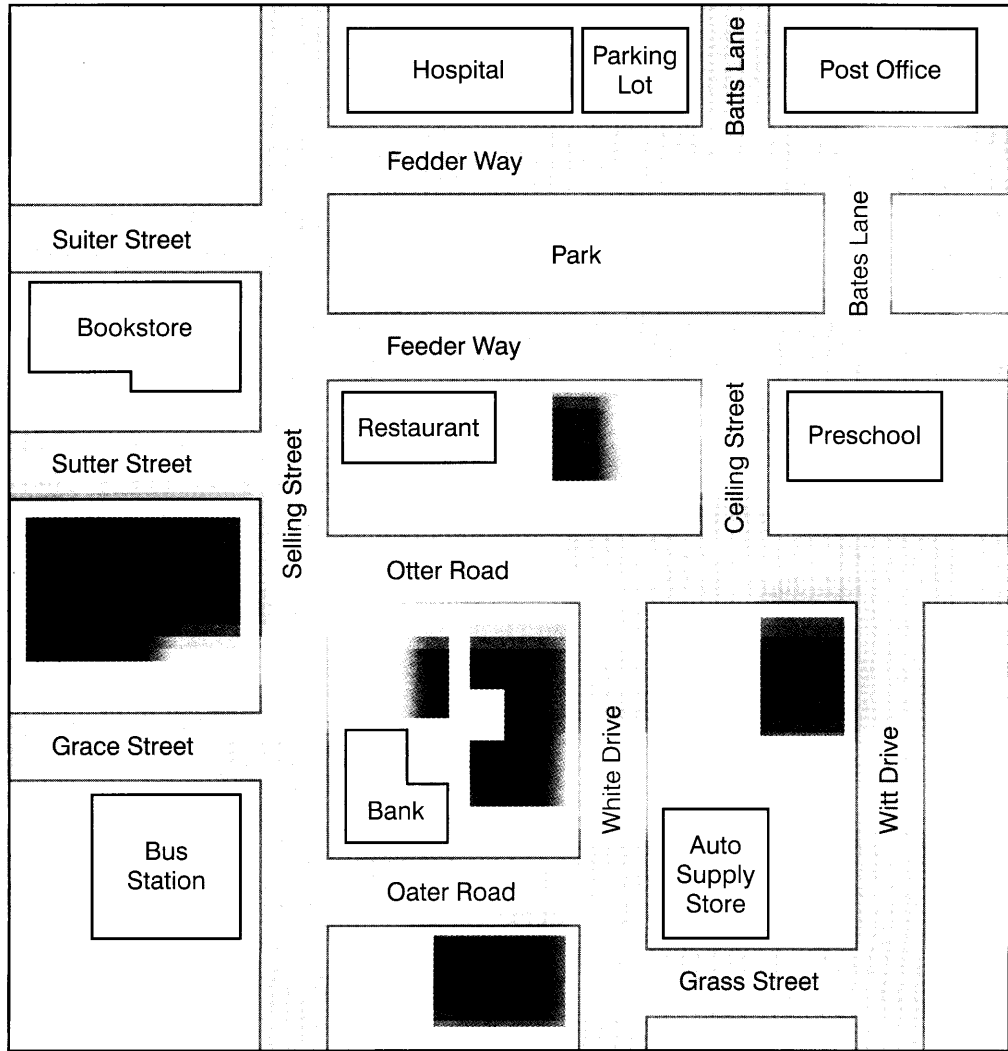 Hospital
Parking
Lot
Batts Lane
Post Office
Fedder Way
Suiter Street
Park
Bates Lane
Bookstore
Feeder Way
Restaurant
Ceiling Street
Preschool
Sutter Street
Selling Street
Otter Road
Grace Street
White Drive
Witt Drive
Bank
Bus
Station
Auto
Supply
Store
Oater Road
Grass Street